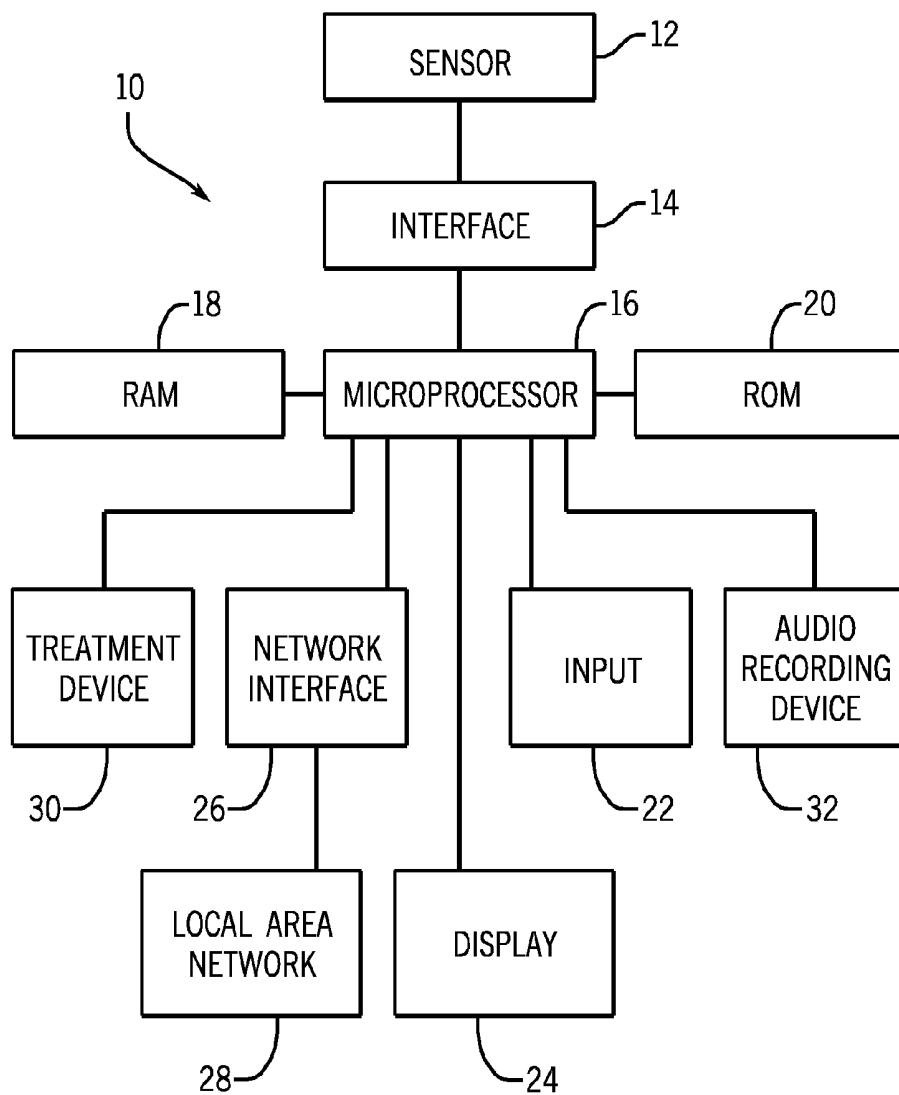 SENSOR
12
10
INTERFACE
14
18
16
20
RAM
MICROPROCESSOR
ROM
TREATMENT
DEVICE
NETWORK
INTERFACE
INPUT
AUDIO
RECORDING
DEVICE
30
26
22
32
LOCAL AREA
NETWORK
DISPLAY
28
24